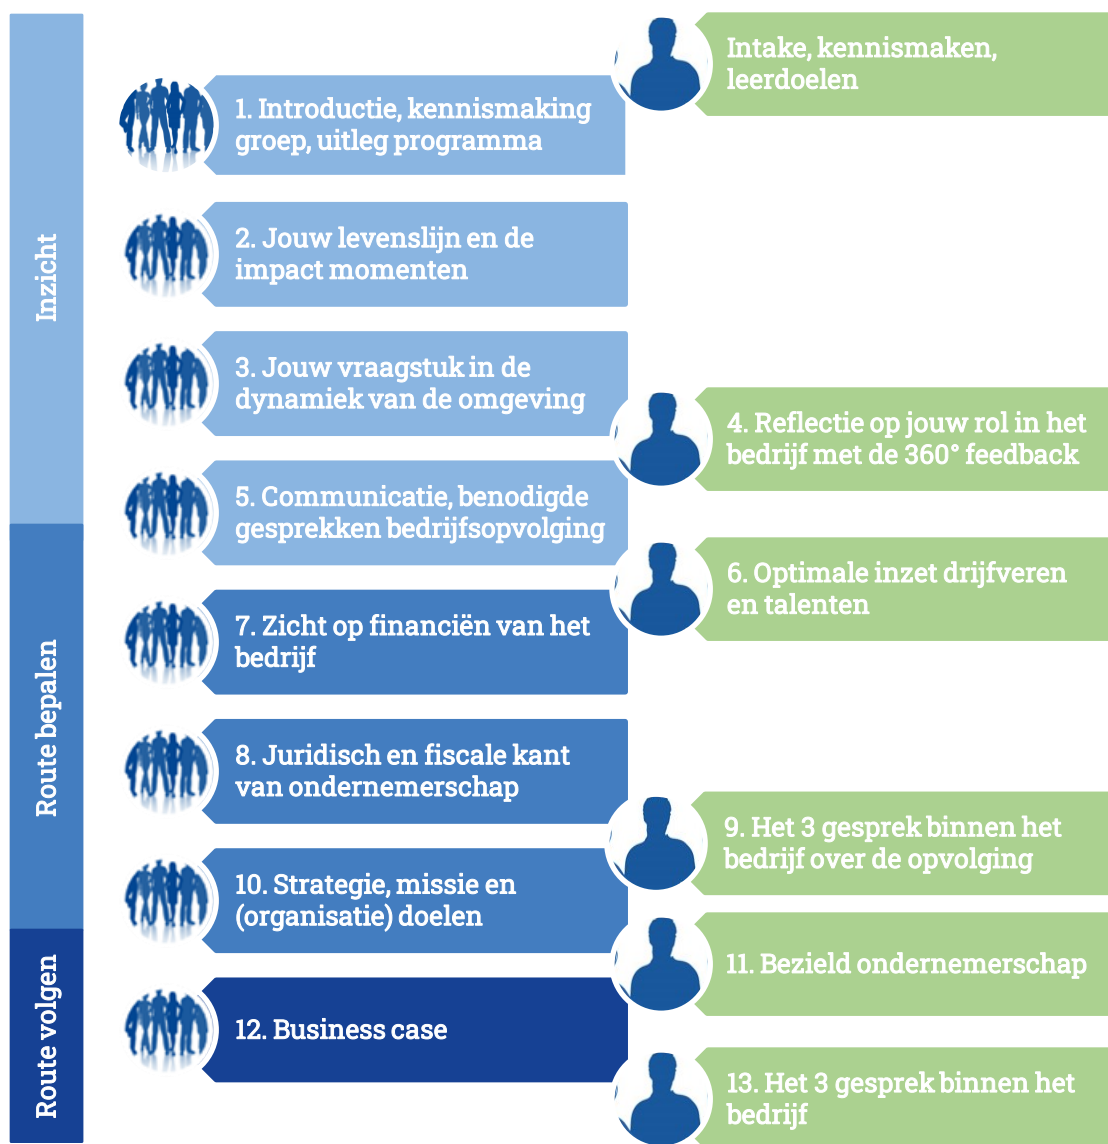 Intake, kennismaken,
leerdoelen
1. Introductie, kennismaking
groep, uitleg programma
2. Jouw levenslijn en de
impact momenten
3. Jouw vraagstuk in de
dynamiek van de omgeving
4. Reflectie op jouw rol in het
bedrijf met de 360° feedback
5. Communicatie, benodigde
gesprekken bedrijfsopvolging
6. Optimale inzet drijfveren
en talenten
7. Zicht op financiën van het
bedrijf
8. Juridisch en fiscale kant
van ondernemerschap
9. Het 3 gesprek binnen het
bedrijf over de opvolging
10. Strategie, missie en
(organisatie) doelen
11. Bezield ondernemerschap
12. Business case
13. Het 3 gesprek binnen het
bedrijf
Inzicht
Route bepalen
Route volgen